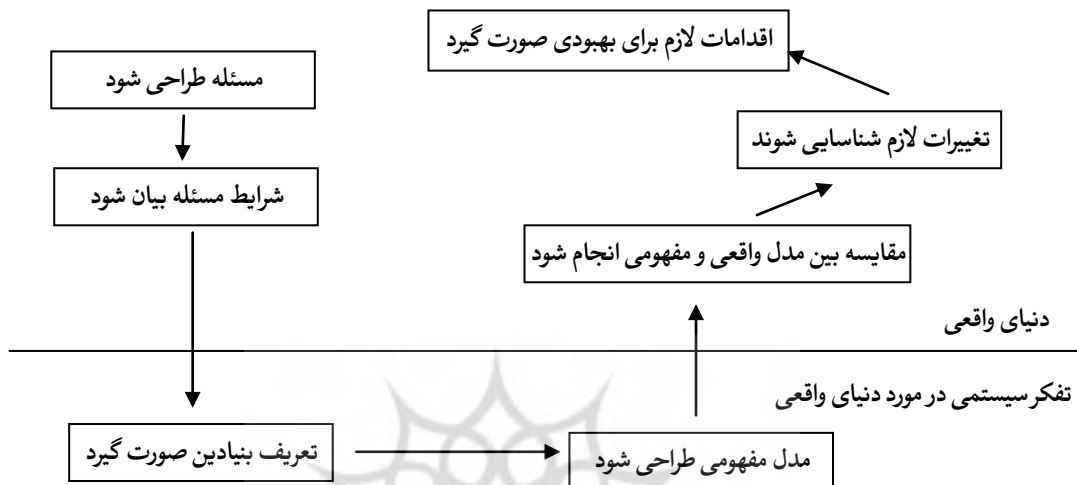 مسئله طراحی شود
شرایط مسئله بیان شود
تعریف بنیادین صورت گیرد
مدل مفهومی طراحی شود
مقایسه بین مدل واقعی و مفهومی انجام شود
تغییرات لازم شناسایی شوند
اقدامات لازم برای بهبودی صورت گیرد
دنیای واقعی
تفکر سیستمی در مورد دنیای واقعی